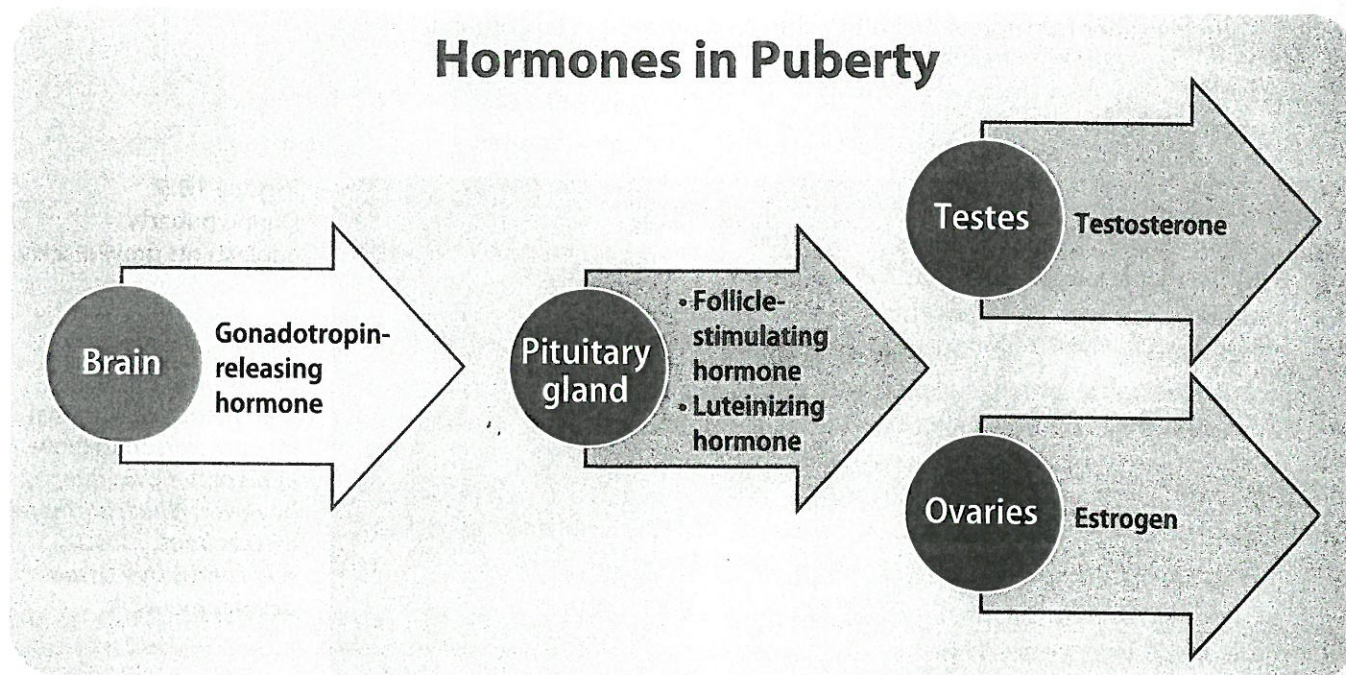 Hormones in Puberty
Brain
Gonadotropin-
releasing
hormone
Pituitary
gland
• Follicle-
stimulating
hormone
• Luteinizing
hormone
Testes
Testosterone
Ovaries
Estrogen